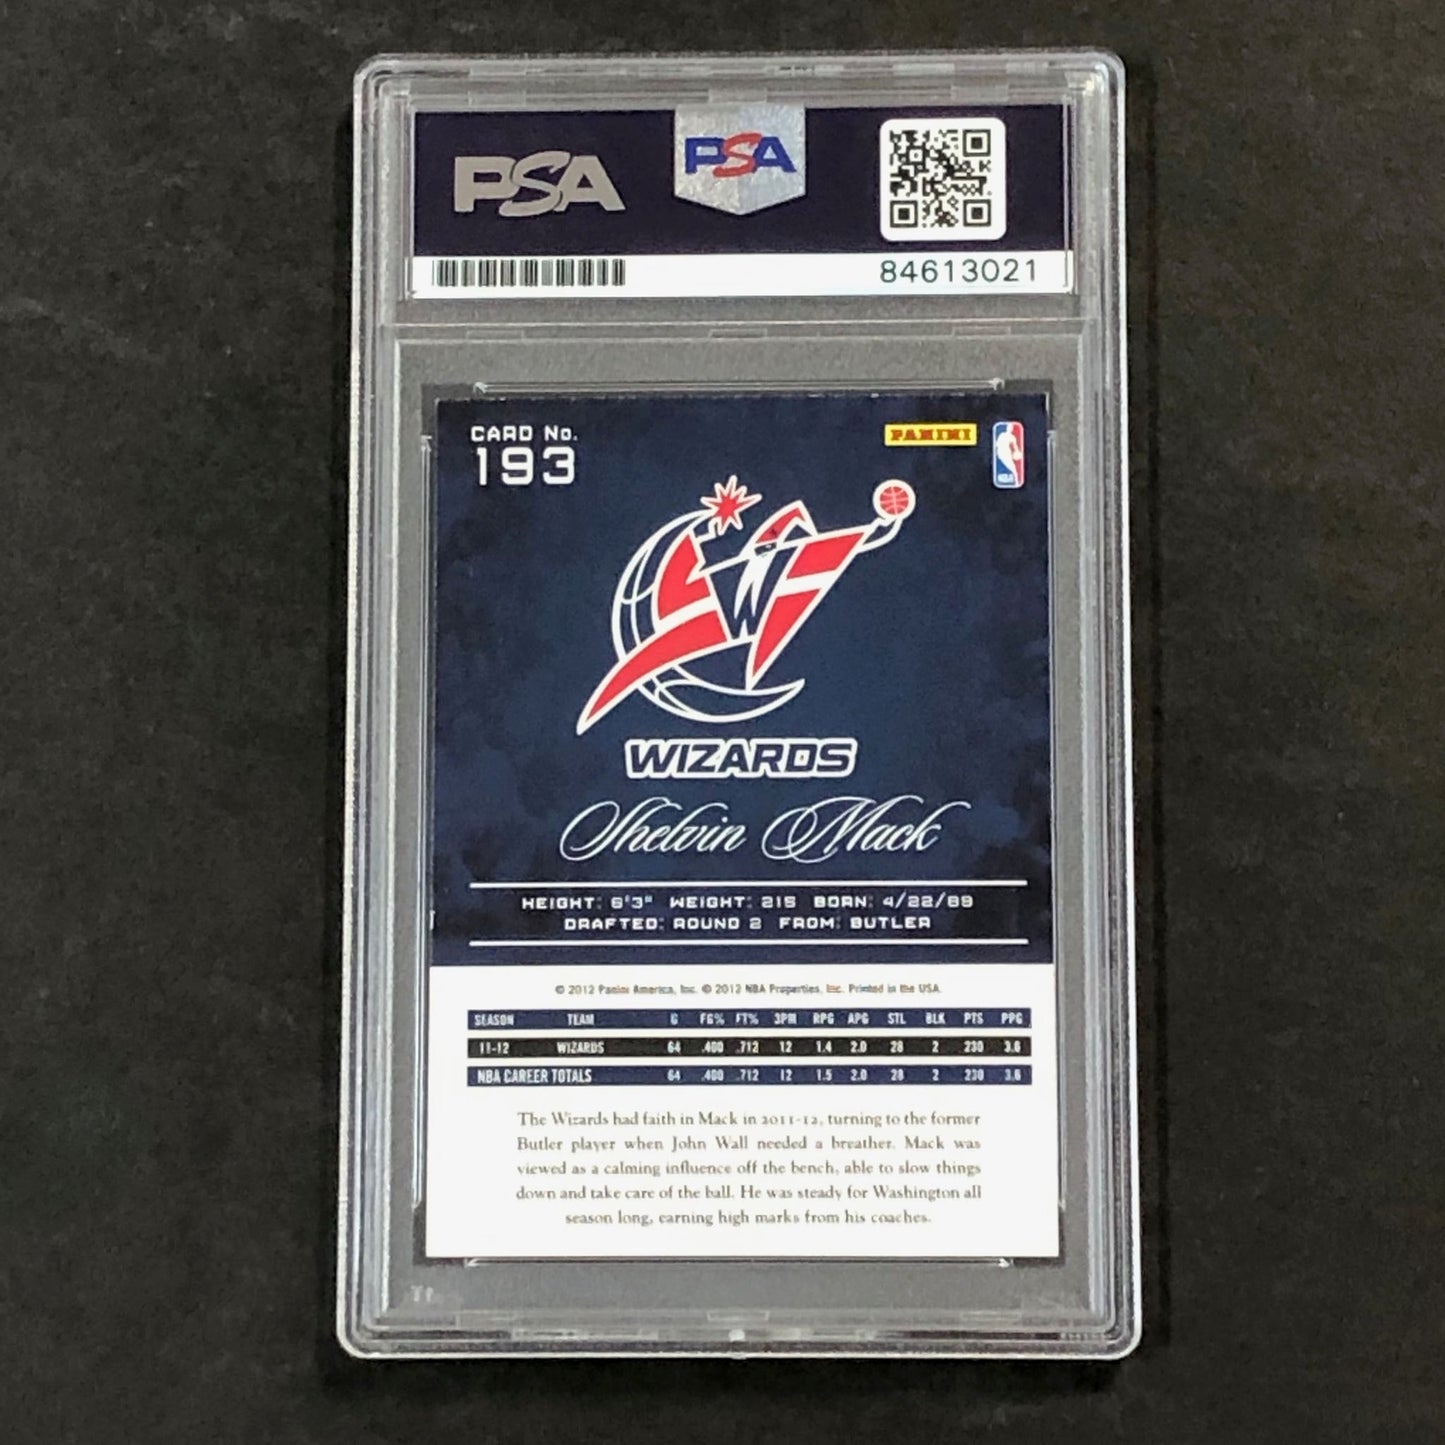 PSA
PSA
84613021
CARD No.
193
PANINI
NBA
W
WIZARDS
Shelvin Mack
HEIGHT: 6'3" WEIGHT: 215 BORN: 4/22/89
DRAFTED: ROUND 2 FROM: BUTLER
© 2012 Panini America, Inc. © 2012 NBA Properties, Inc. Printed in the USA.
SEASON TEAM G FG% FT% 3PM RPG APG STL BLK PTS PPG
11-12 WIZARDS 64 .400 .712 12 1.4 2.0 28 2 230 3.6
NBA CAREER TOTALS 64 .400 .712 12 1.5 2.0 28 2 230 3.6
The Wizards had faith in Mack in 2011-12, turning to the former
Butler player when John Wall needed a breather. Mack was
viewed as a calming influence off the bench, able to slow things
down and take care of the ball. He was steady for Washington all
season long, earning high marks from his coaches.